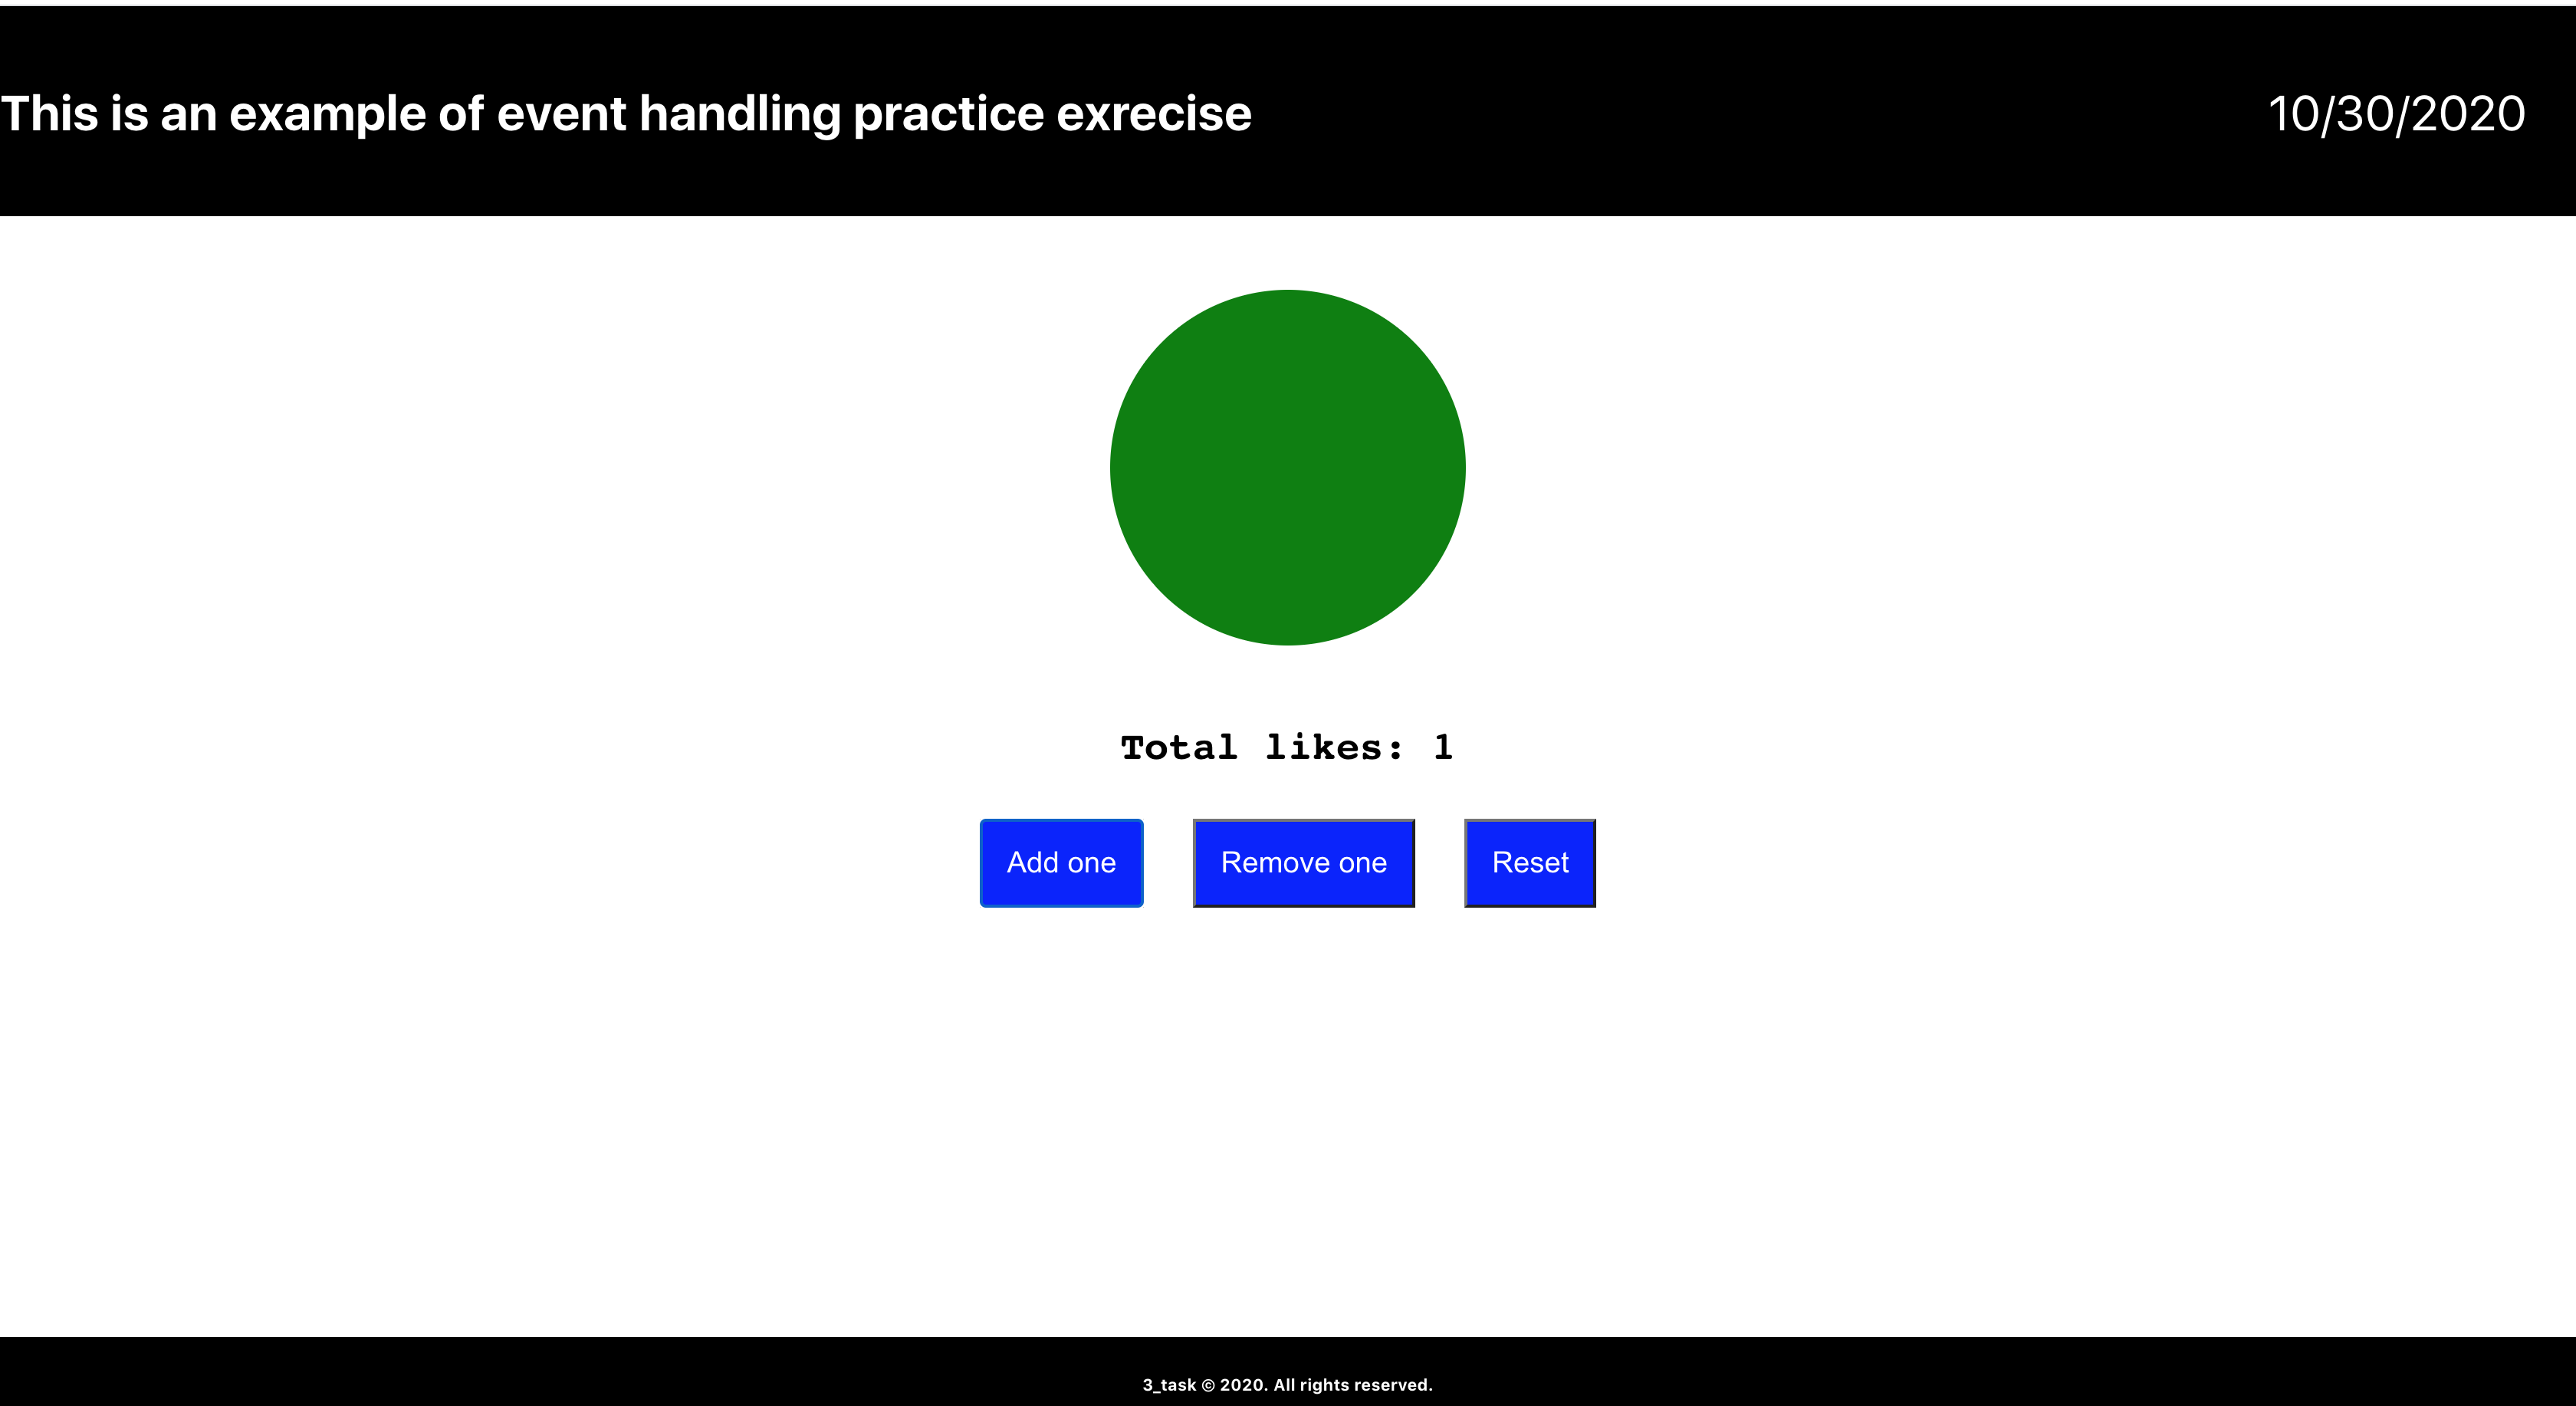 This is an example of event handling practice exrecise
10/30/2020
Total likes: 1
Add one
Remove one
Reset
3_task © 2020. All rights reserved.